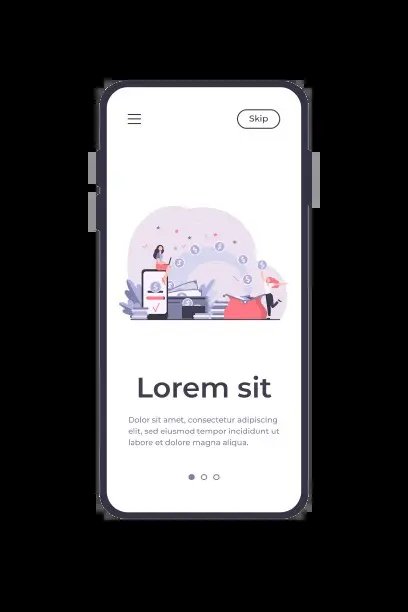 Skip
Lorem sit
Dolor sit amet, consectetur adipiscing
elit, sed eiusmod tempor incididunt ut
labore et dolore magna aliqua.